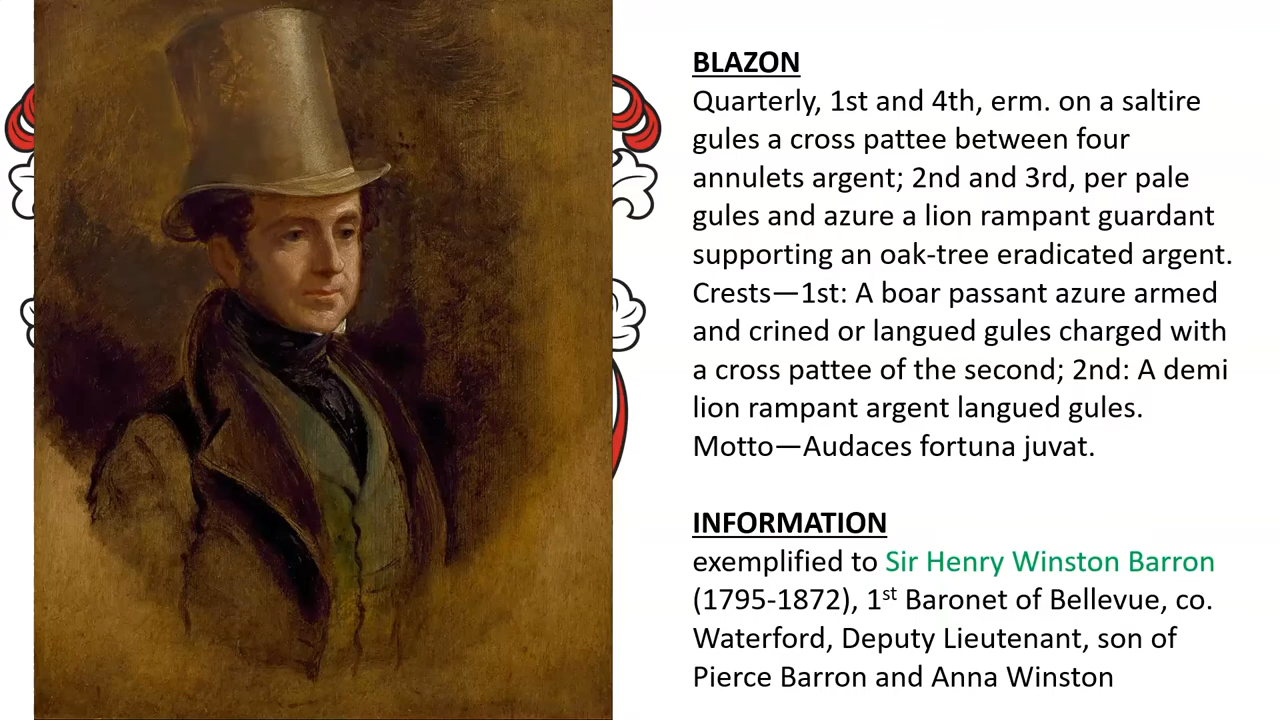 BLAZON
Quarterly, 1st and 4th, erm. on a saltire
gules a cross pattee between four
annulets argent; 2nd and 3rd, per pale
gules and azure a lion rampant guardant
supporting an oak-tree eradicated argent.
Crests—1st: A boar passant azure armed
and crined or langued gules charged with
a cross pattee of the second; 2nd: A demi
lion rampant argent langued gules.
Motto—Audaces fortuna juvat.
INFORMATION
exemplified to Sir Henry Winston Barron
(1795-1872), 1st Baronet of Bellevue, co.
Waterford, Deputy Lieutenant, son of
Pierce Barron and Anna Winston